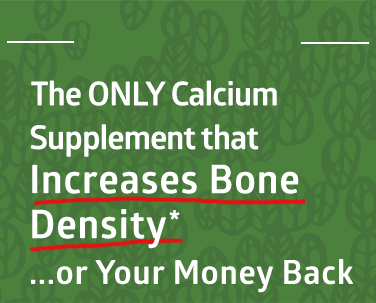 The ONLY Calcium
Supplement that
Increases Bone
Density*
...or Your Money Back